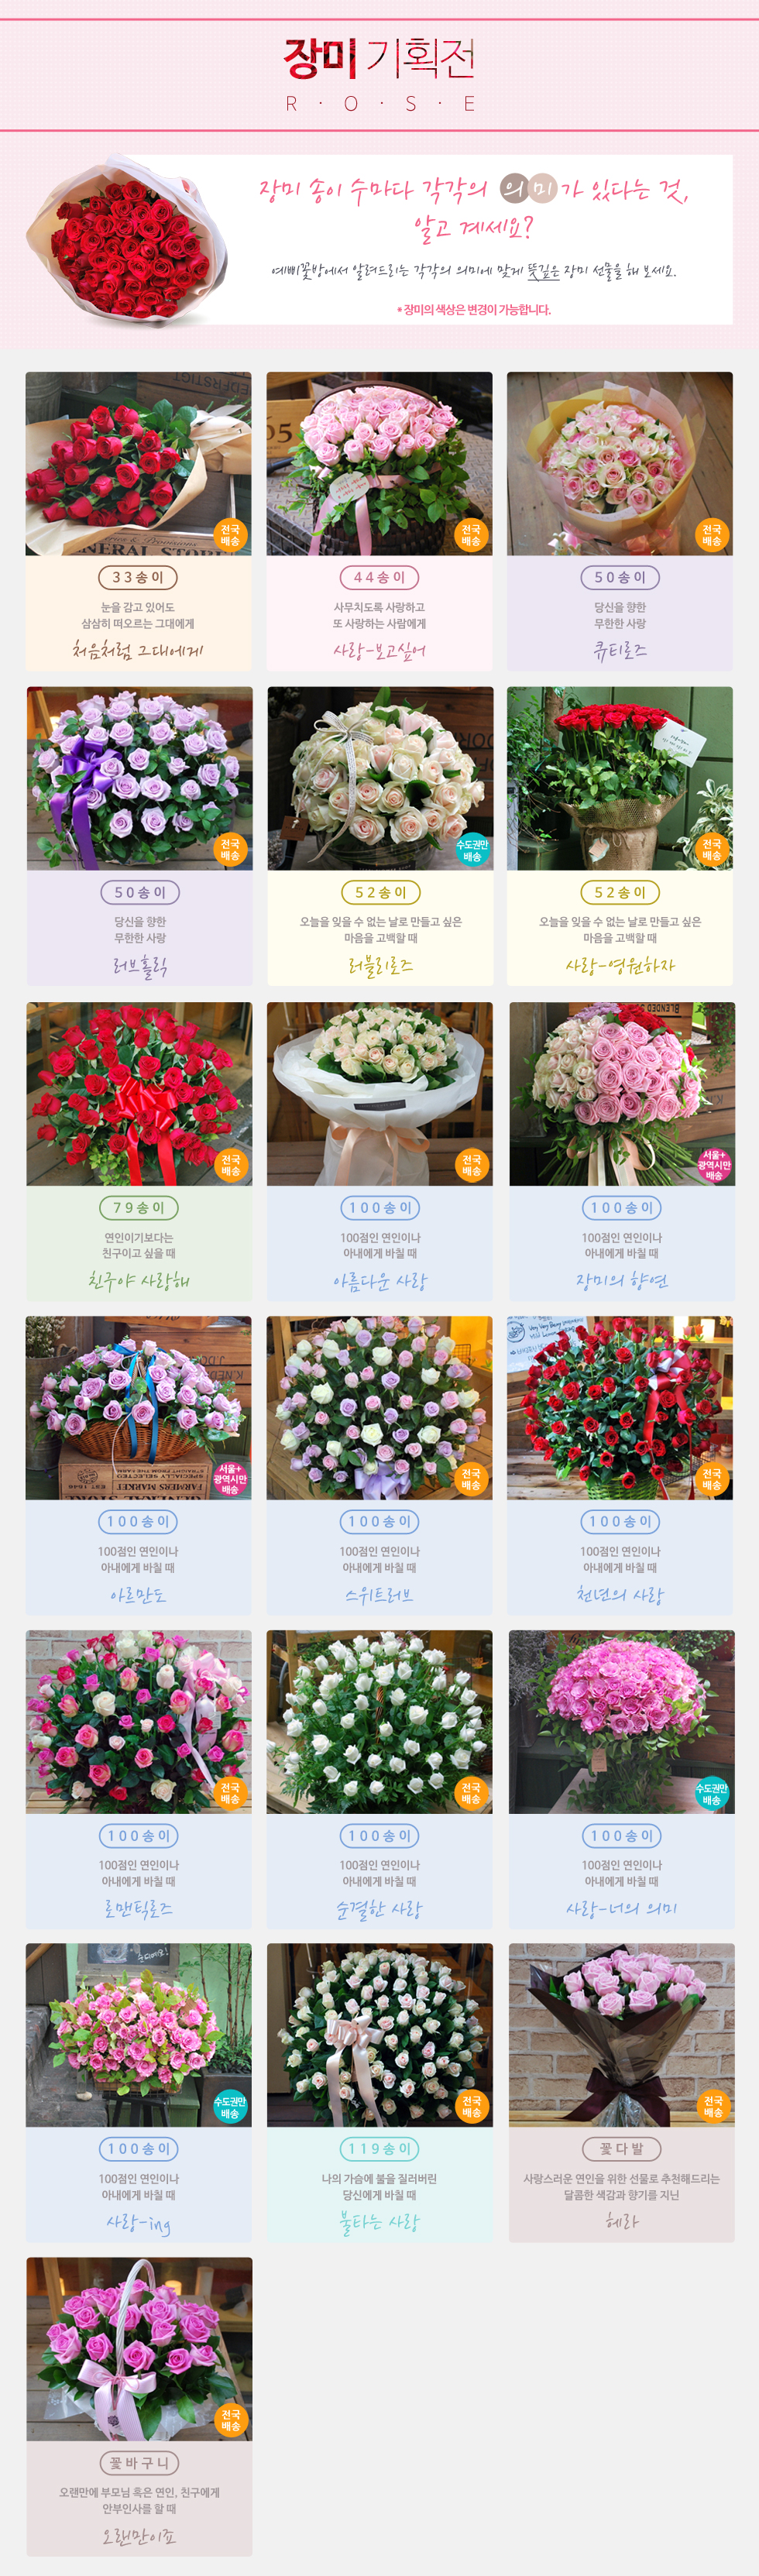 장미 기획전
R · O · S · E
장미 송이 수마다 각각의 의미가 있다는 것,
알고 계세요?
예삐꽃방에서 알려드리는 각각의 의미에 맞게 뜻깊은 장미 선물을 해 보세요.
* 장미의 색상은 변경이 가능합니다.
전국
배송
33송이
눈을 감고 있어도
삼삼히 떠오르는 그대에게
처음처럼 그대에게
전국
배송
44송이
사무치도록 사랑하고
또 사랑하는 사람에게
사랑-보고싶어
전국
배송
50송이
당신을 향한
무한한 사랑
큐티로즈
전국
배송
50송이
당신을 향한
무한한 사랑
러브홀릭
수도권만
배송
52송이
오늘을 잊을 수 없는 날로 만들고 싶은
마음을 고백할 때
러블리로즈
전국
배송
52송이
오늘을 잊을 수 없는 날로 만들고 싶은
마음을 고백할 때
사랑-영원하자
전국
배송
79송이
연인이기보다는
친구이고 싶을 때
친구야 사랑해
전국
배송
100송이
100점인 연인이나
아내에게 바칠 때
아름다운 사랑
서울+
광역시만
배송
100송이
100점인 연인이나
아내에게 바칠 때
장미의 향연
서울+
광역시만
배송
100송이
100점인 연인이나
아내에게 바칠 때
아르만도
전국
배송
100송이
100점인 연인이나
아내에게 바칠 때
스위트러브
전국
배송
100송이
100점인 연인이나
아내에게 바칠 때
천년의 사랑
전국
배송
100송이
100점인 연인이나
아내에게 바칠 때
로맨틱로즈
전국
배송
100송이
100점인 연인이나
아내에게 바칠 때
순결한 사랑
수도권만
배송
100송이
100점인 연인이나
아내에게 바칠 때
사랑-너의 의미
수도권만
배송
100송이
100점인 연인이나
아내에게 바칠 때
사랑-ing
전국
배송
119송이
나의 가슴에 불을 질러버린
당신에게 바칠 때
불타는 사랑
전국
배송
꽃다발
사랑스러운 연인을 위한 선물로 추천해드리는
달콤한 색감과 향기를 지닌
헤라
전국
배송
꽃바구니
오랜만에 부모님 혹은 연인, 친구에게
안부인사를 할 때
오랜만이죠